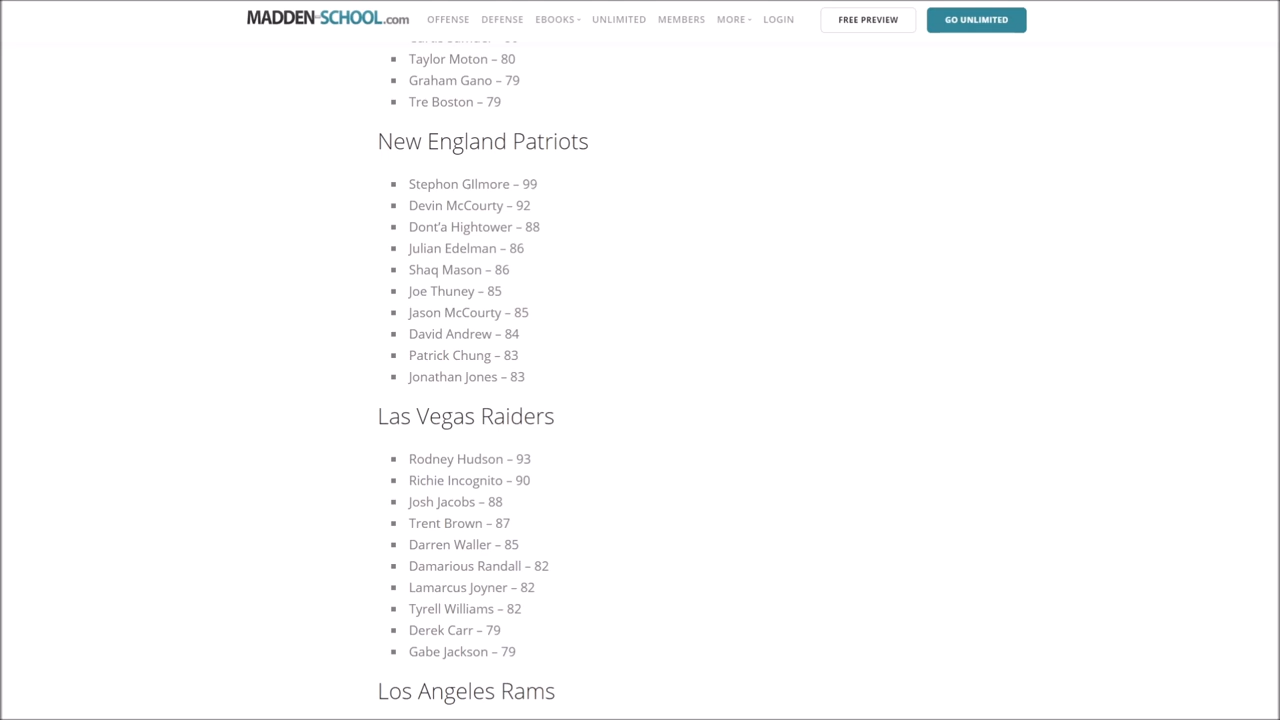 MADDEN-SCHOOL.com OFFENSE DEFENSE EBOOKS UNLIMITED MEMBERS MORE LOGIN FREE PREVIEW GO UNLIMITED
Taylor Moton – 80
Graham Gano – 79
Tre Boston – 79
New England Patriots
Stephon GIlmore – 99
Devin McCourty – 92
Dont’a Hightower – 88
Julian Edelman – 86
Shaq Mason – 86
Joe Thuney – 85
Jason McCourty – 85
David Andrew – 84
Patrick Chung – 83
Jonathan Jones – 83
Las Vegas Raiders
Rodney Hudson – 93
Richie Incognito – 90
Josh Jacobs – 88
Trent Brown – 87
Darren Waller – 85
Damarious Randall – 82
Lamarcus Joyner – 82
Tyrell Williams – 82
Derek Carr – 79
Gabe Jackson – 79
Los Angeles Rams